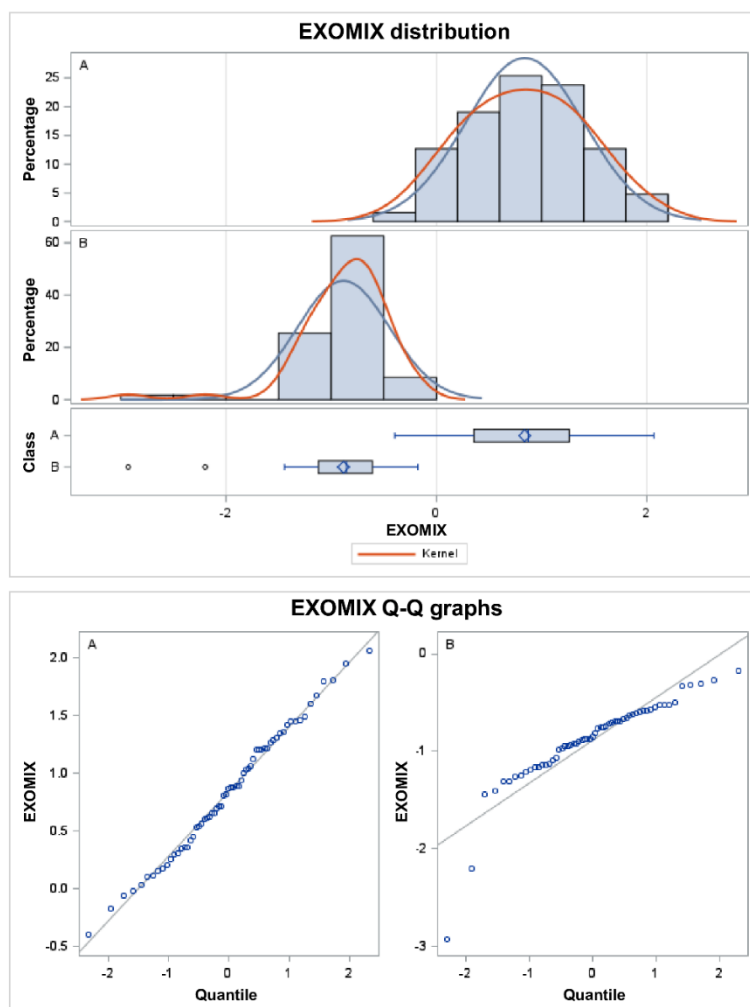 EXOMIX distribution
A
Percentage
25
20
15
10
5
0
B
Percentage
60
40
20
0
Class
A
B
-2 0 2
EXOMIX
Kernel
EXOMIX Q-Q graphs
A
EXOMIX
2.0
1.5
1.0
0.5
0.0
-0.5
-2 -1 0 1 2
Quantile
B
EXOMIX
0
-1
-2
-3
-2 -1 0 1 2
Quantile